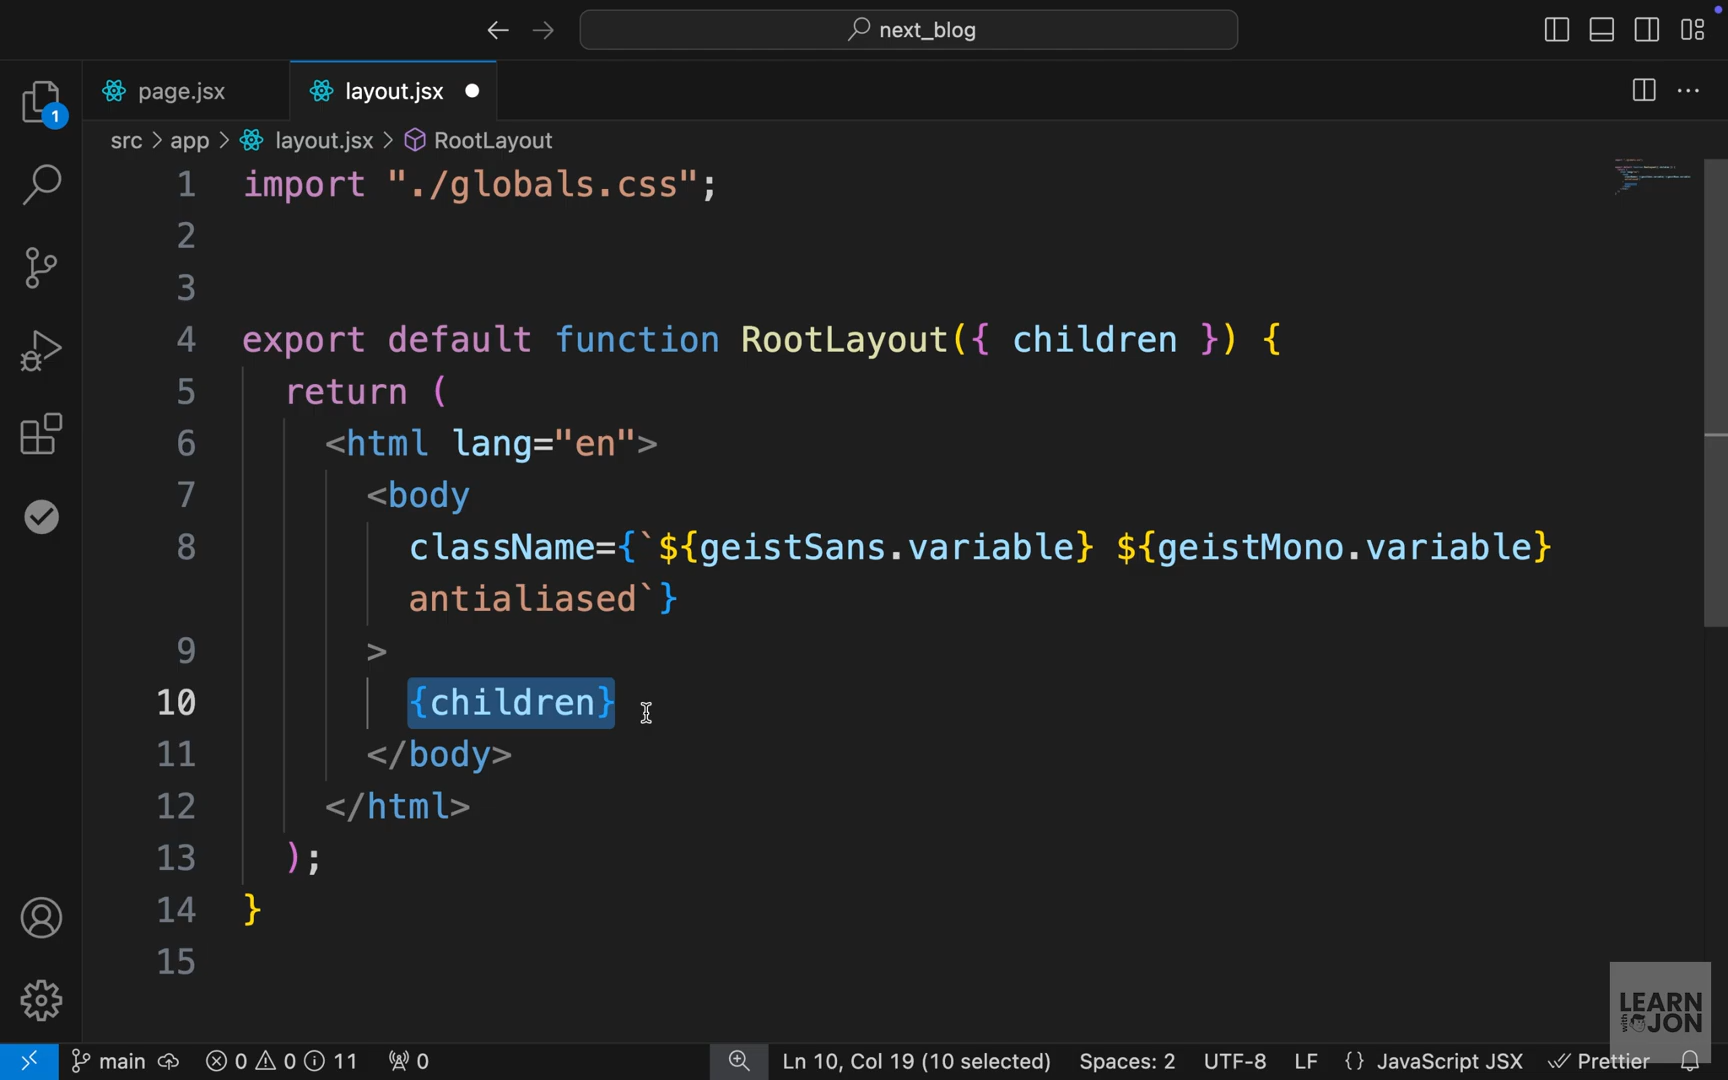 next_blog
page.jsx
layout.jsx
1
src > app > layout.jsx > RootLayout
1 import "./globals.css";
2
3
4 export default function RootLayout({ children }) {
5 return (
6 <html lang="en">
7 <body
8 className={`${geistSans.variable} ${geistMono.variable}
antialiased`}
9 >
10 {children}
11 </body>
12 </html>
13 );
14 }
15
LEARN
with JON
main 0 0 11 0 Ln 10, Col 19 (10 selected) Spaces: 2 UTF-8 LF {} JavaScript JSX Prettier